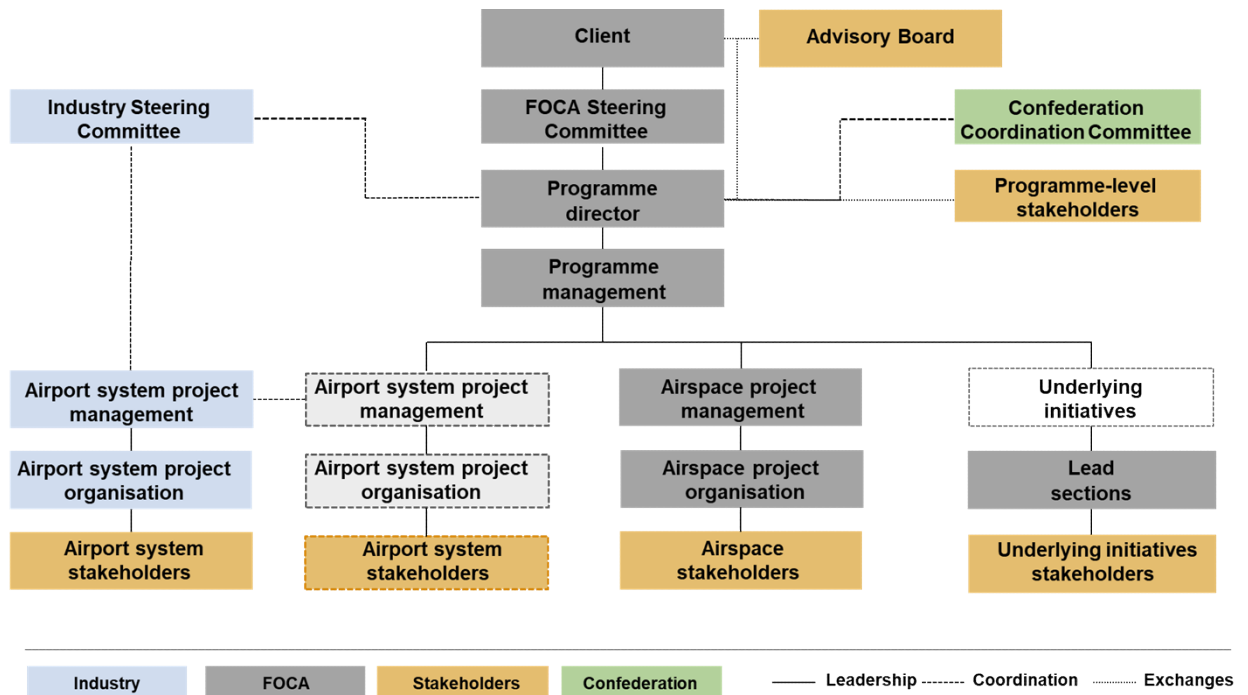 Client
Advisory Board
Industry Steering
Committee
FOCA Steering
Committee
Confederation
Coordination Committee
Programme
director
Programme-level
stakeholders
Programme
management
Airport system project
management
Airport system project
management
Airspace project
management
Underlying
initiatives
Airport system project
organisation
Airport system project
organisation
Airspace project
organisation
Lead
sections
Airport system
stakeholders
Airport system
stakeholders
Airspace
stakeholders
Underlying initiatives
stakeholders
Industry
FOCA
Stakeholders
Confederation
Leadership
Coordination
Exchanges